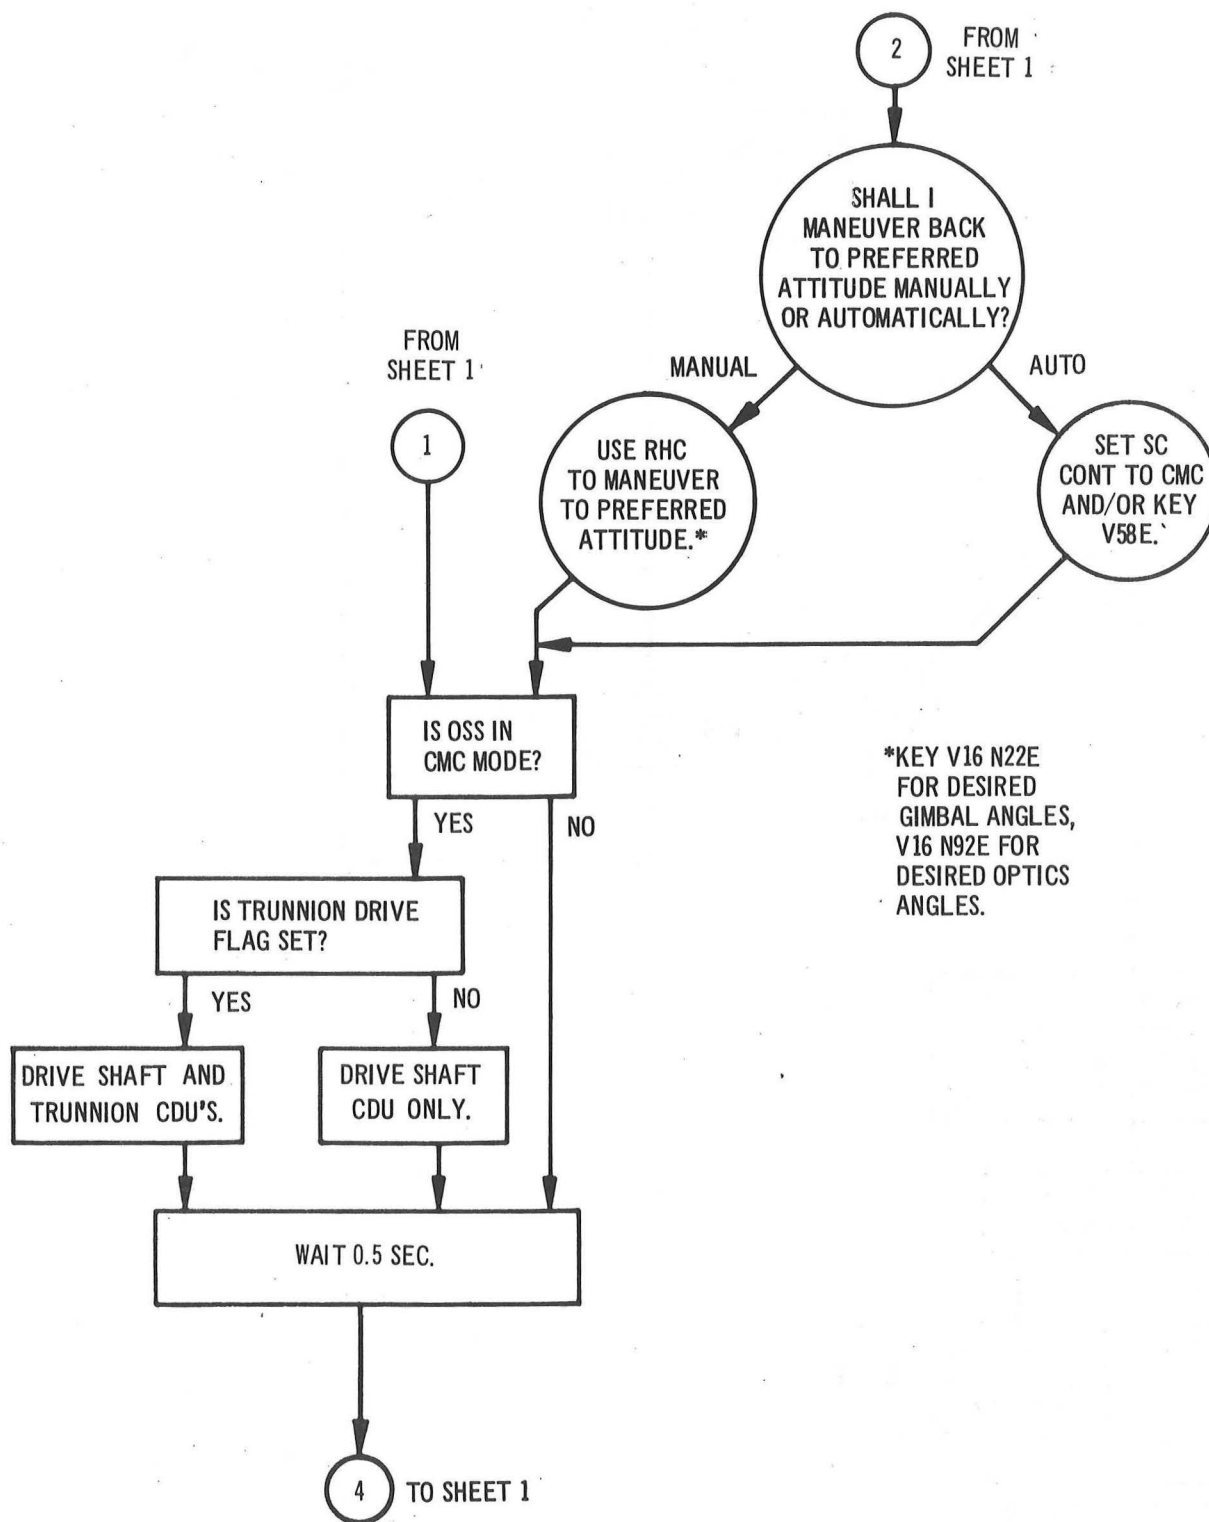 2
FROM
SHEET 1
SHALL I
MANEUVER BACK
TO PREFERRED
ATTITUDE MANUALLY
OR AUTOMATICALLY?
FROM
SHEET 1
MANUAL
AUTO
1
USE RHC
TO MANEUVER
TO PREFERRED
ATTITUDE.*
SET SC
CONT TO CMC
AND/OR KEY
V58E.
IS OSS IN
CMC MODE?
*KEY V16 N22E
FOR DESIRED
GIMBAL ANGLES,
V16 N92E FOR
DESIRED OPTICS
ANGLES.
YES
NO
IS TRUNNION DRIVE
FLAG SET?
YES
NO
DRIVE SHAFT AND
TRUNNION CDU'S.
DRIVE SHAFT
CDU ONLY.
WAIT 0.5 SEC.
4
TO SHEET 1